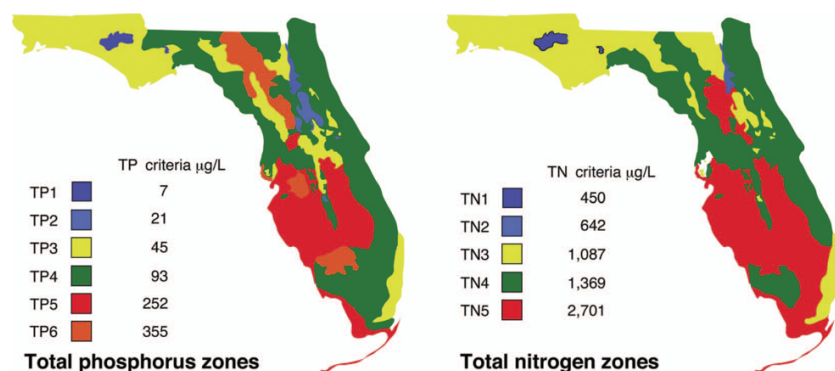 TP criteria µg/L
TP1 7
TP2 21
TP3 45
TP4 93
TP5 252
TP6 355
Total phosphorus zones
TN criteria µg/L
TN1 450
TN2 642
TN3 1,087
TN4 1,369
TN5 2,701
Total nitrogen zones